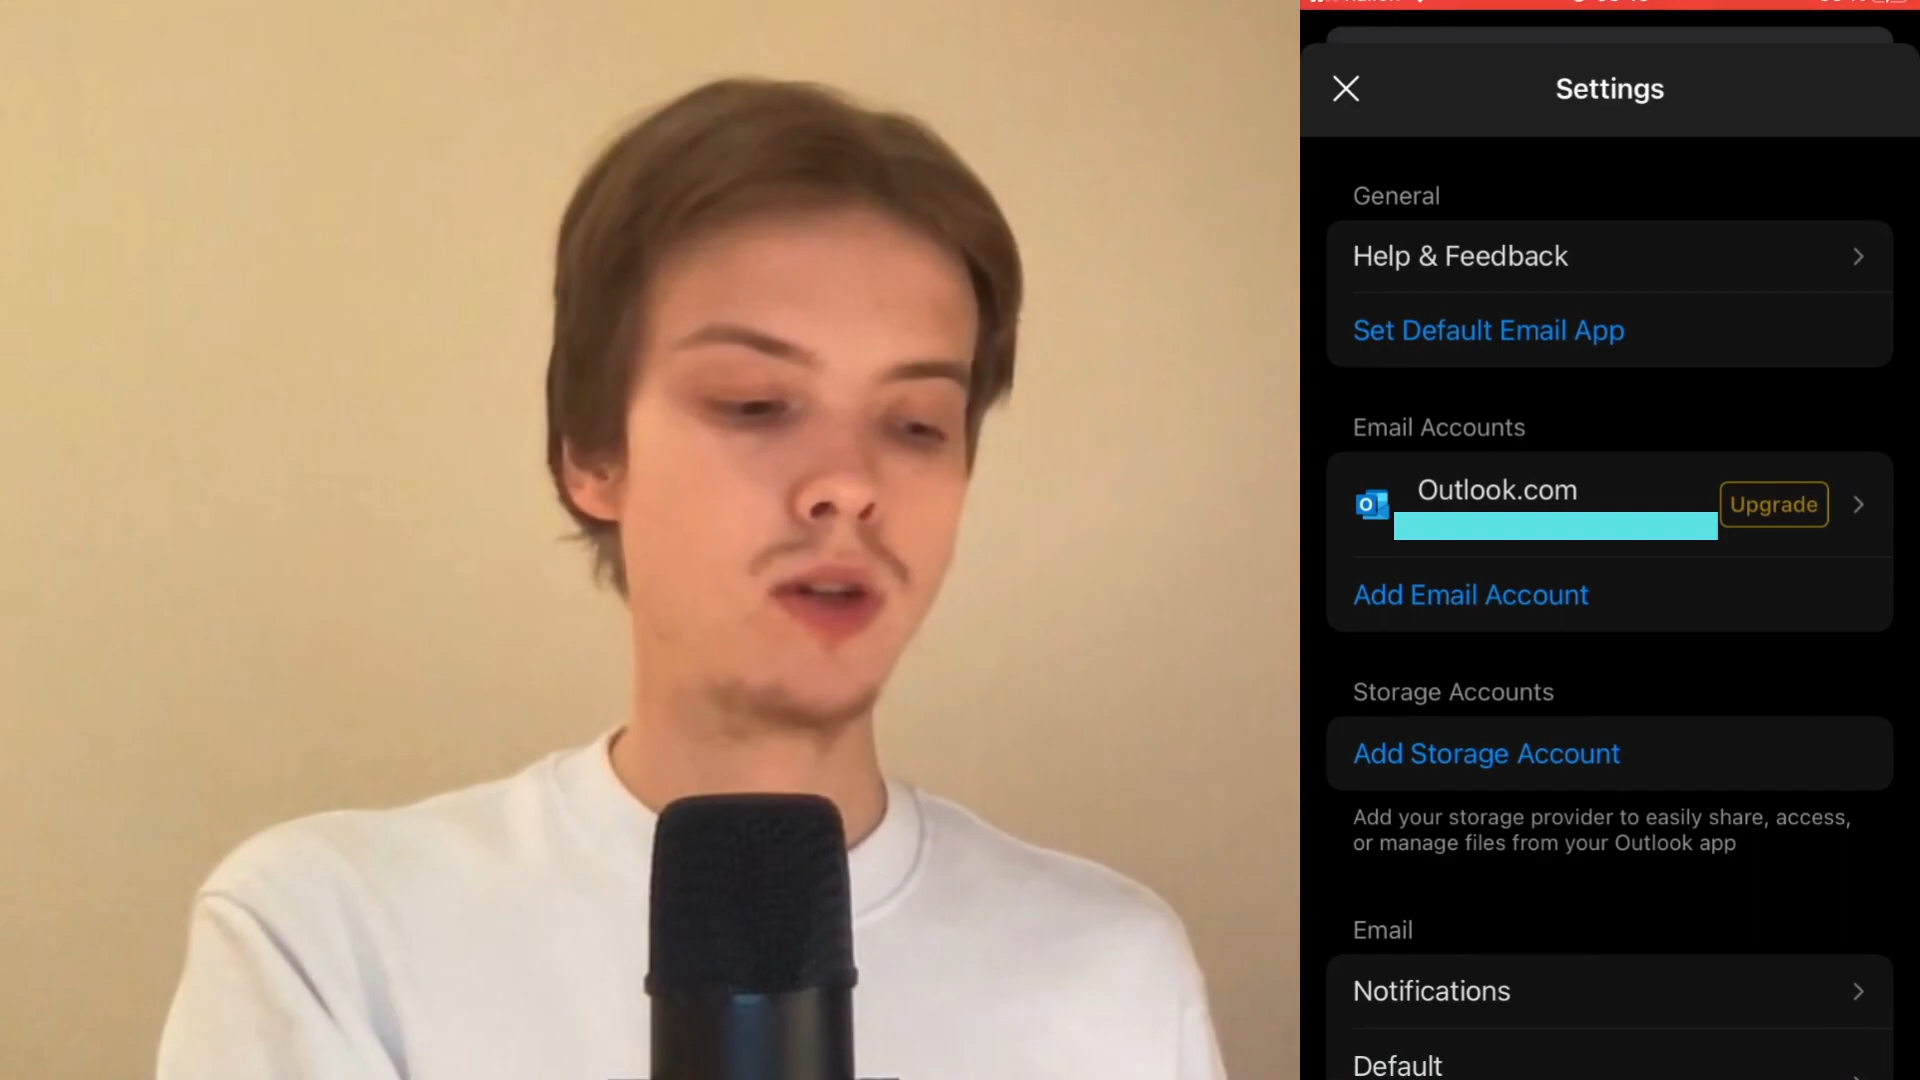 Settings
General
Help & Feedback
Set Default Email App
Email Accounts
Outlook.com
Upgrade
Add Email Account
Storage Accounts
Add Storage Account
Add your storage provider to easily share, access,
or manage files from your Outlook app
Email
Notifications
Default